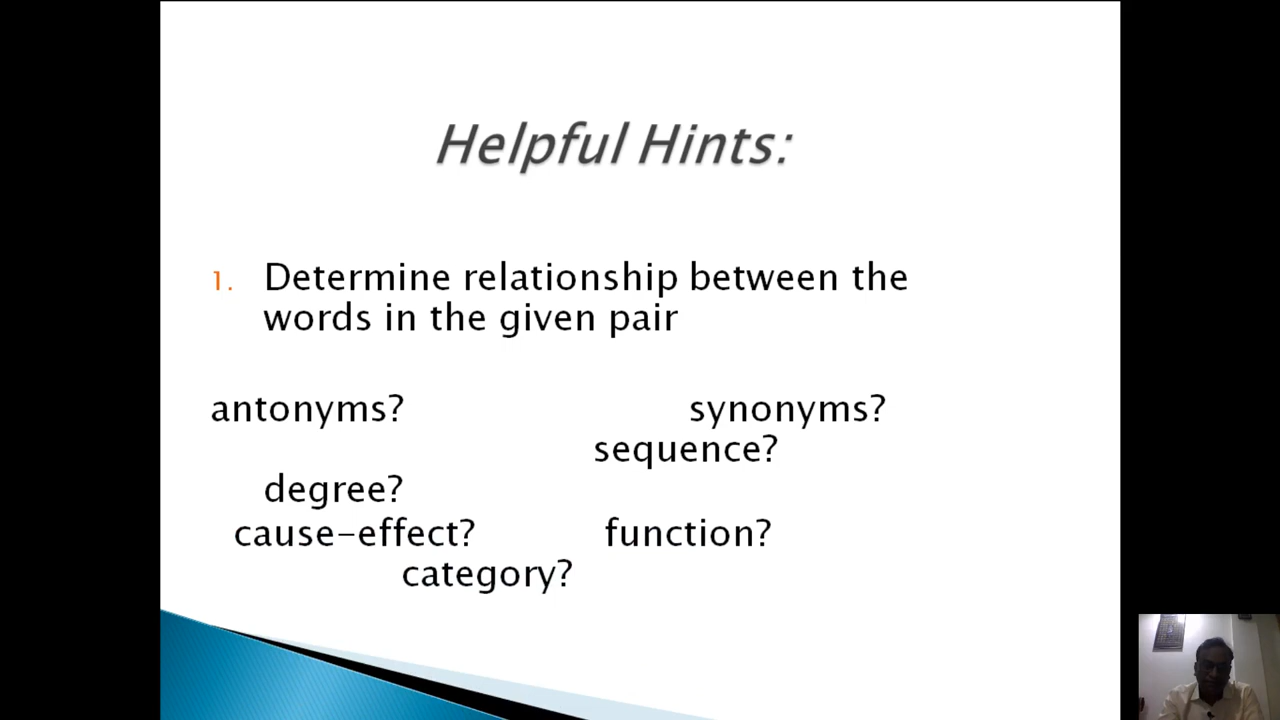 Helpful Hints:
1. Determine relationship between the
words in the given pair
antonyms? synonyms?
sequence?
degree?
cause-effect? function?
category?